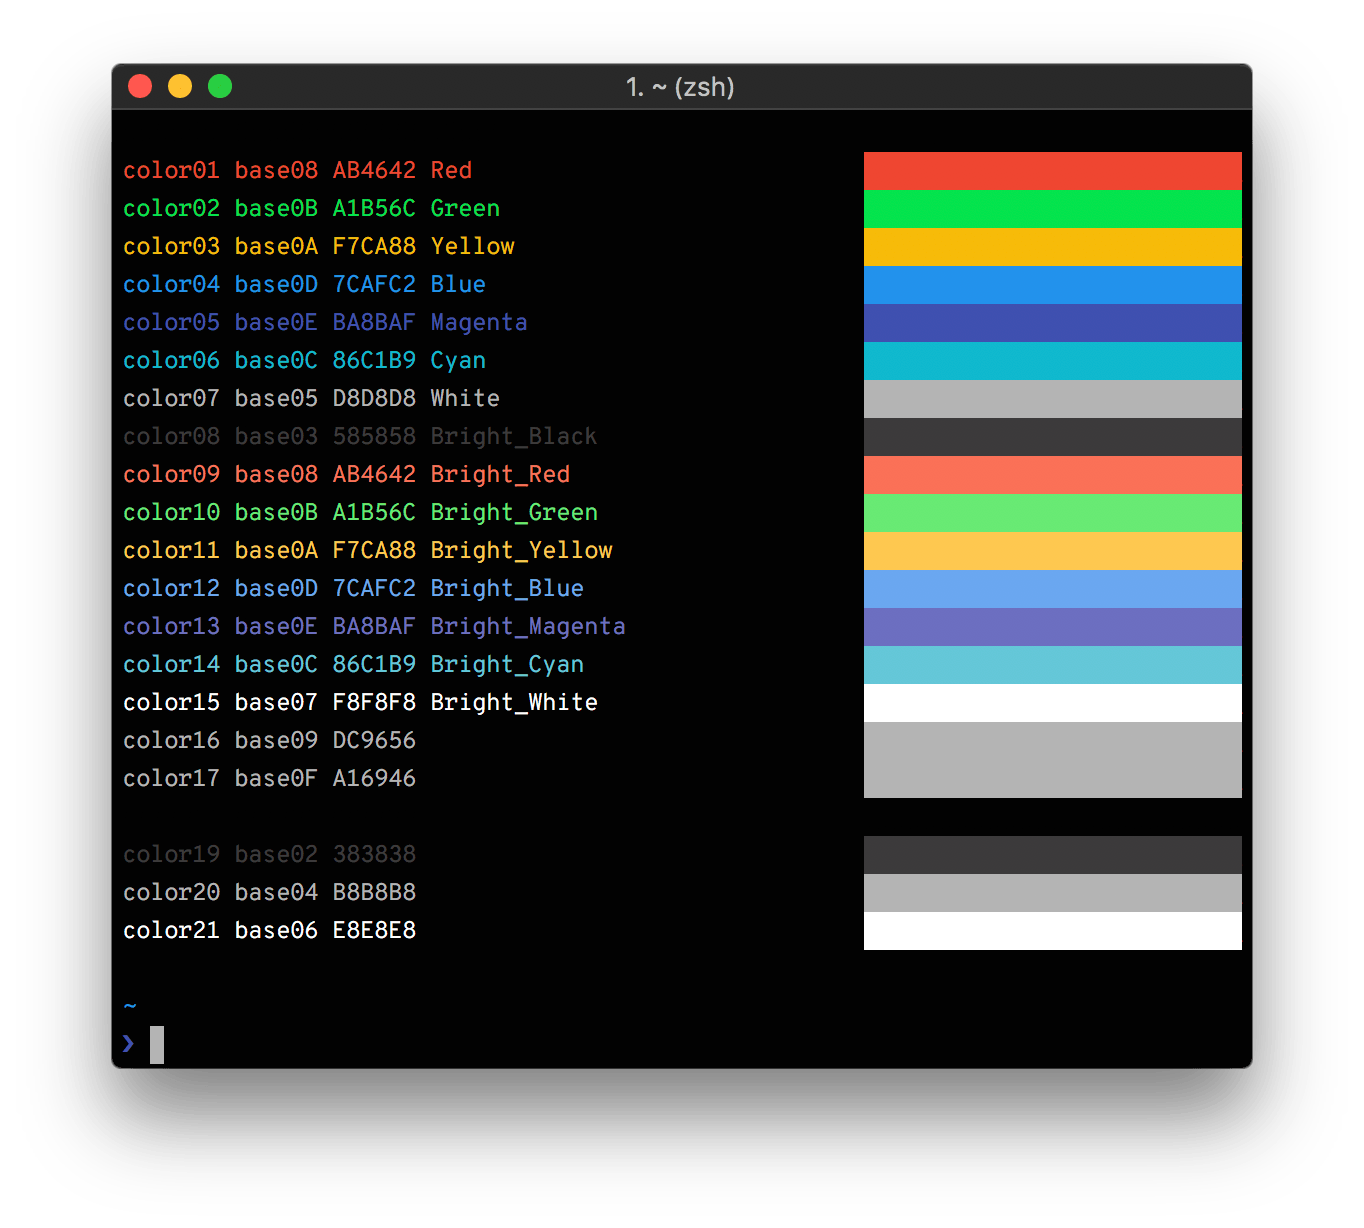 1. ~ (zsh)
color01 base08 AB4642 Red
color02 base0B A1B56C Green
color03 base0A F7CA88 Yellow
color04 base0D 7CAFC2 Blue
color05 base0E BA8BAF Magenta
color06 base0C 86C1B9 Cyan
color07 base05 D8D8D8 White
color08 base03 585858 Bright_Black
color09 base08 AB4642 Bright_Red
color10 base0B A1B56C Bright_Green
color11 base0A F7CA88 Bright_Yellow
color12 base0D 7CAFC2 Bright_Blue
color13 base0E BA8BAF Bright_Magenta
color14 base0C 86C1B9 Bright_Cyan
color15 base07 F8F8F8 Bright_White
color16 base09 DC9656
color17 base0F A16946
color19 base02 383838
color20 base04 B8B8B8
color21 base06 E8E8E8
~
❯